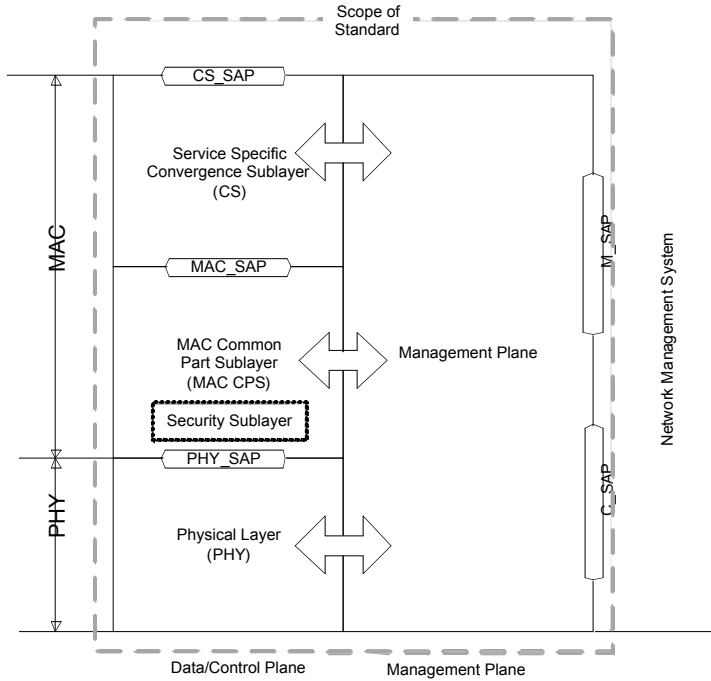 Scope of
Standard
CS_SAP
Service Specific
Convergence Sublayer
(CS)
MAC
M_SAP
Network Management System
MAC_SAP
MAC Common
Part Sublayer
(MAC CPS)
Management Plane
Security Sublayer
PHY_SAP
C_SAP
PHY
Physical Layer
(PHY)
Data/Control Plane
Management Plane